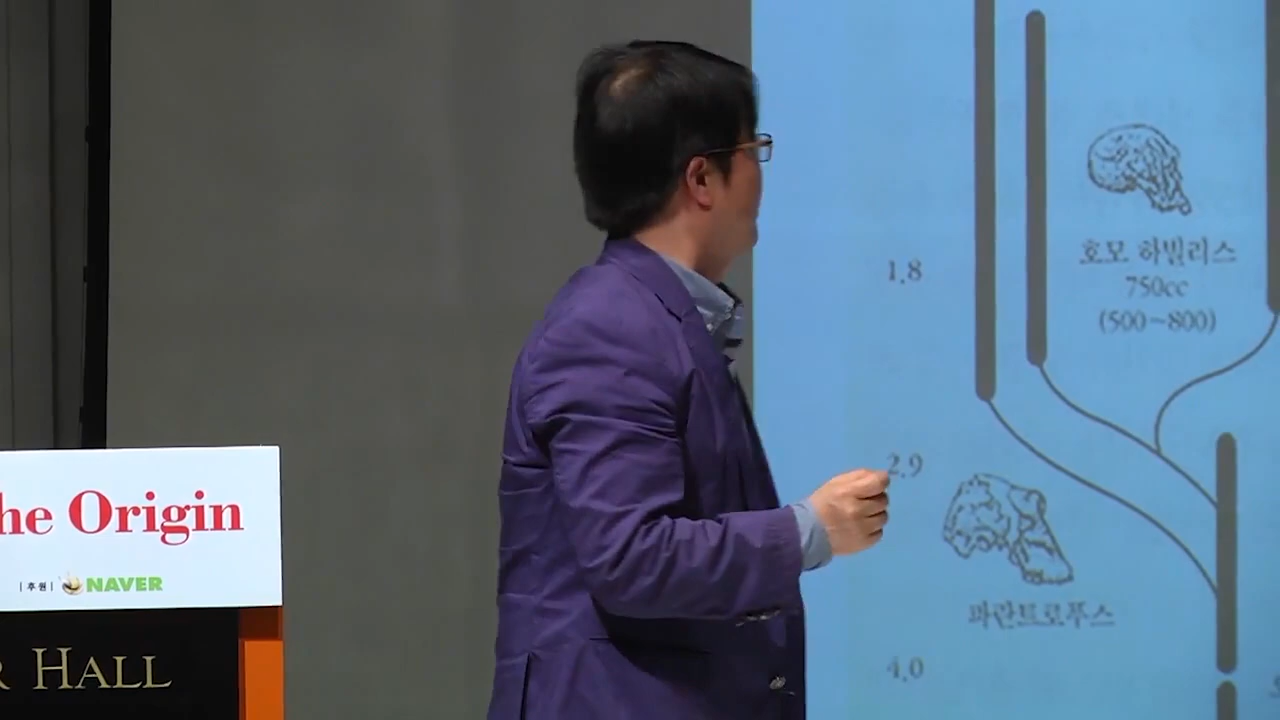 he Origin
| 후원 | NAVER
R HALL
1.8
호모 하빌리스
750cc
(500~800)
2.9
파란트로푸스
4.0